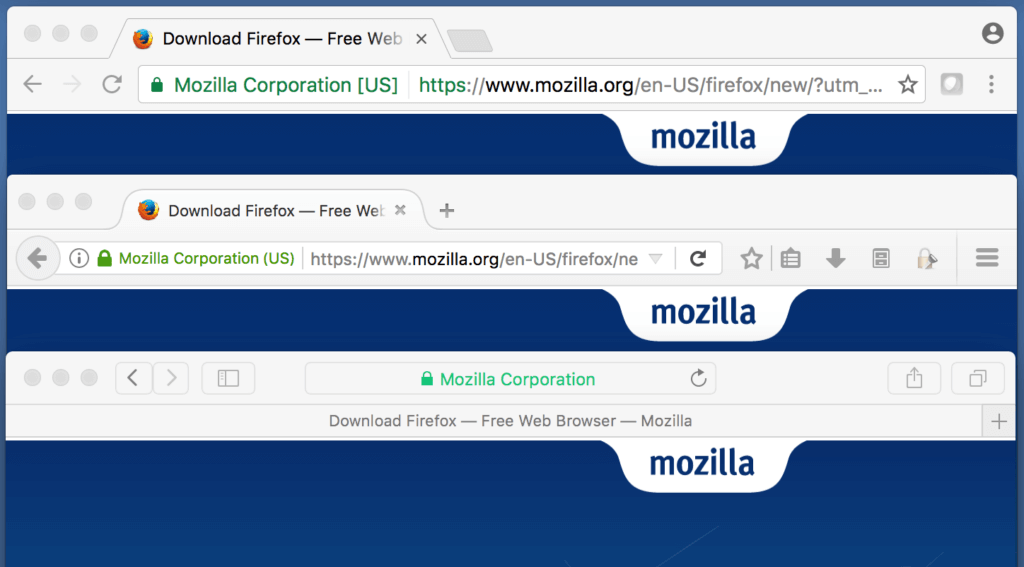 Download Firefox — Free Web
Mozilla Corporation [US] https://www.mozilla.org/en-US/firefox/new/?utm_...
mozilla
Download Firefox — Free Web
Mozilla Corporation (US) https://www.mozilla.org/en-US/firefox/ne
mozilla
Mozilla Corporation
Download Firefox — Free Web Browser — Mozilla
mozilla